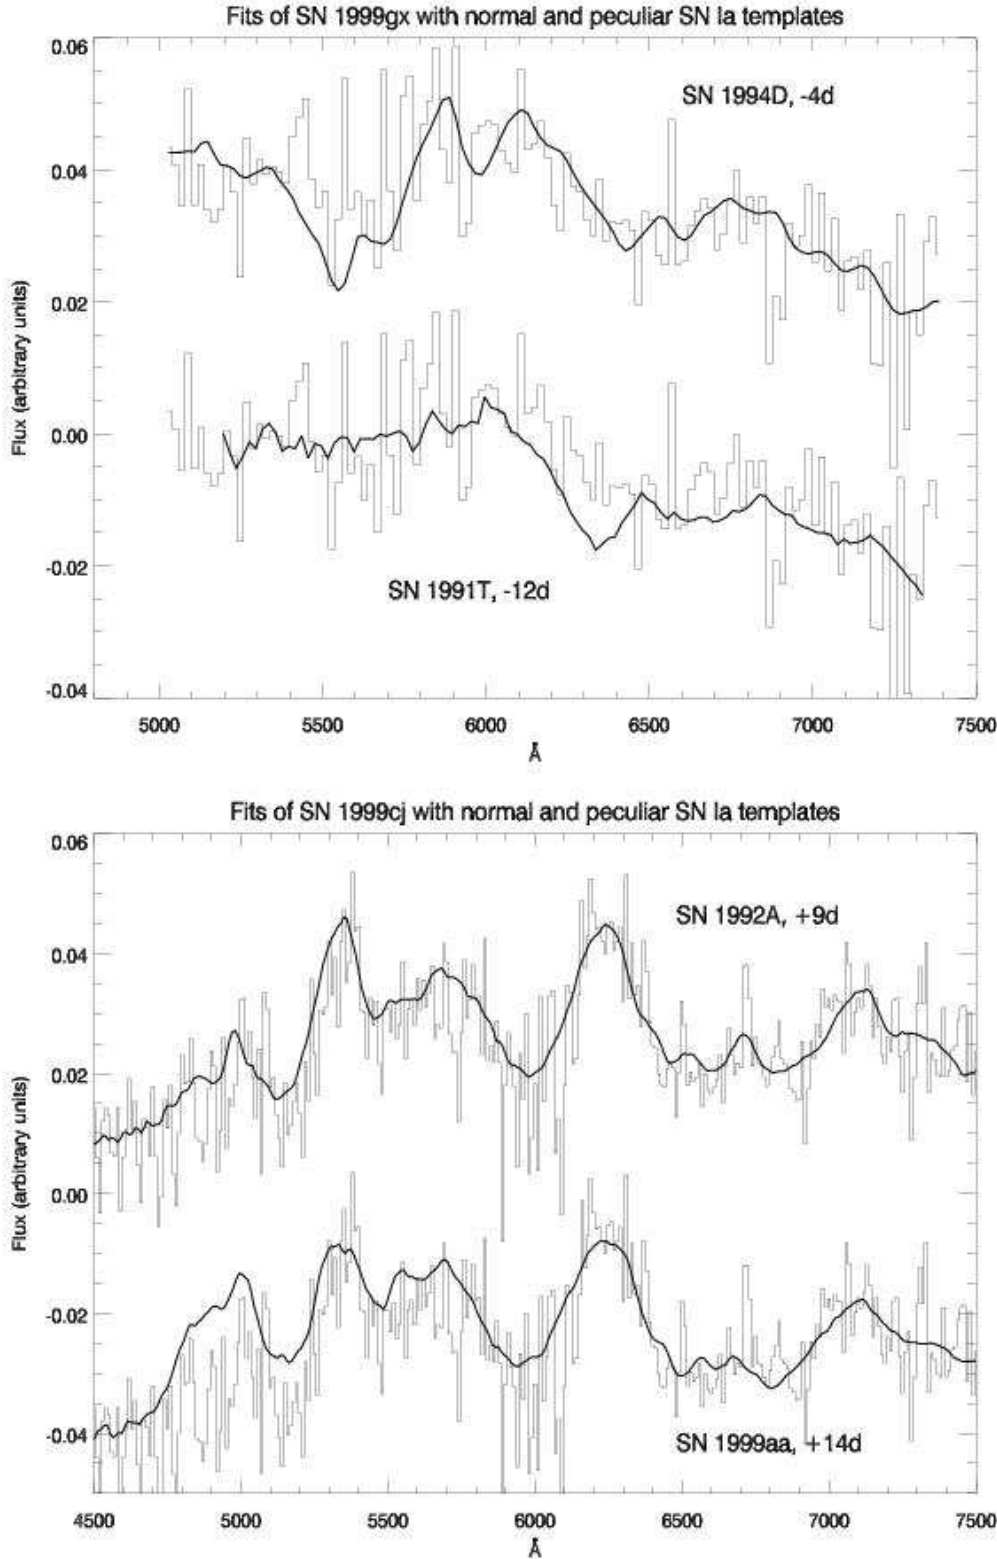 Fits of SN 1999gx with normal and peculiar SN Ia templates
0.06
SN 1994D, -4d
0.04
0.02
Flux (arbitrary units)
0.00
-0.02
SN 1991T, -12d
-0.04
5000 5500 6000 6500 7000 7500
Å
Fits of SN 1999cj with normal and peculiar SN Ia templates
0.06
SN 1992A, +9d
0.04
0.02
Flux (arbitrary units)
0.00
-0.02
-0.04
SN 1999aa, +14d
4500 5000 5500 6000 6500 7000 7500
Å